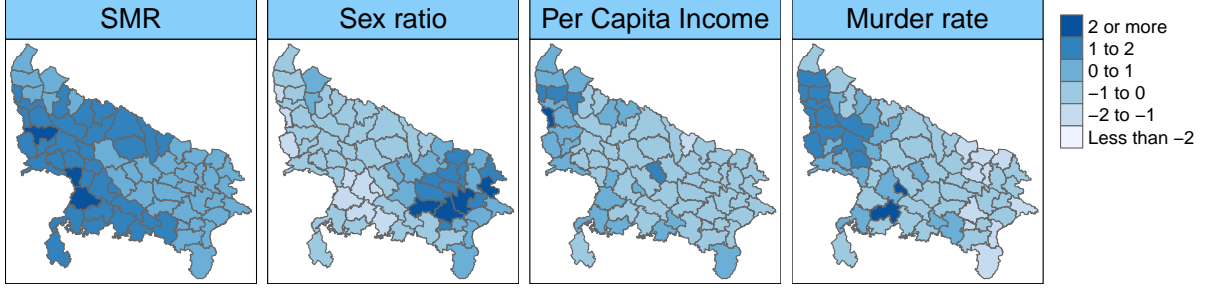 SMR
Sex ratio
Per Capita Income
Murder rate
2 or more
1 to 2
0 to 1
−1 to 0
−2 to −1
Less than −2